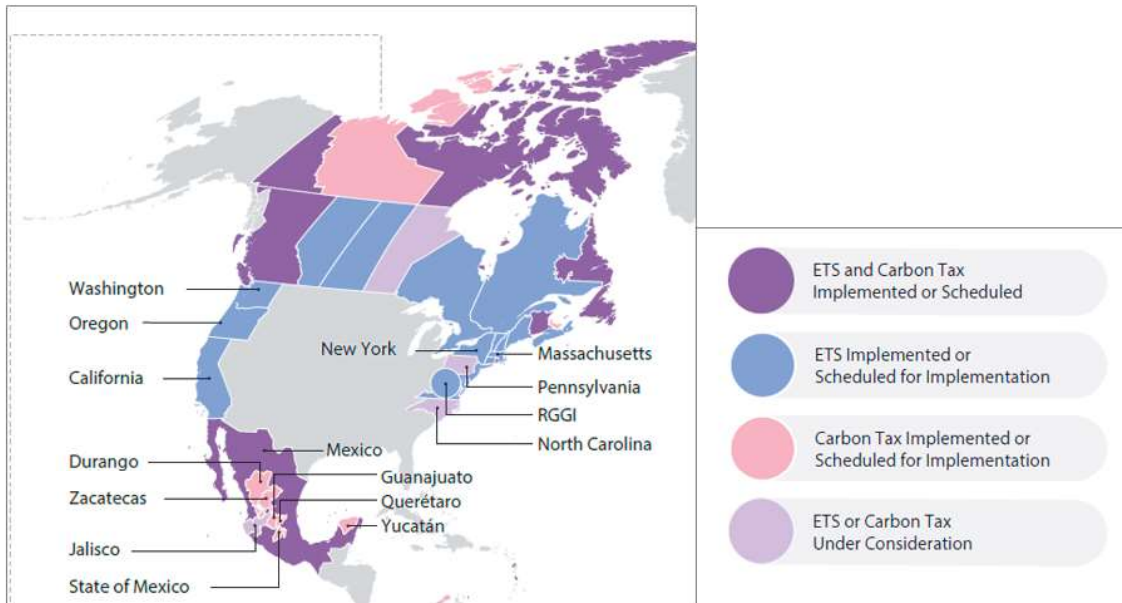 Washington
Oregon
California
New York
Massachusetts
Pennsylvania
RGGI
North Carolina
Mexico
Durango
Guanajuato
Zacatecas
Querétaro
Yucatán
Jalisco
State of Mexico
ETS and Carbon Tax
Implemented or Scheduled
ETS Implemented or
Scheduled for Implementation
Carbon Tax Implemented or
Scheduled for Implementation
ETS or Carbon Tax
Under Consideration